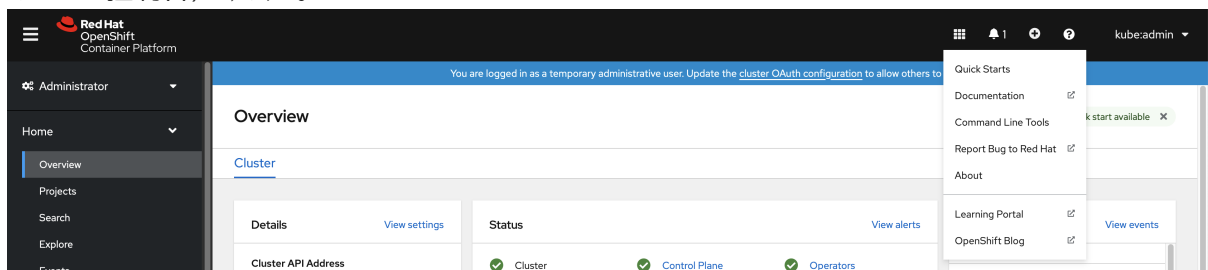 Red Hat
OpenShift
Container Platform
1
kube:admin
Administrator
You are logged in as a temporary administrative user. Update the cluster OAuth configuration to allow others to
Quick Starts
Documentation
Command Line Tools
Report Bug to Red Hat
About
Learning Portal
OpenShift Blog
Home
Overview
Projects
Search
Explore
Overview
start available
Cluster
Details
View settings
Status
View alerts
View events
Cluster API Address
Cluster
Control Plane
Operators